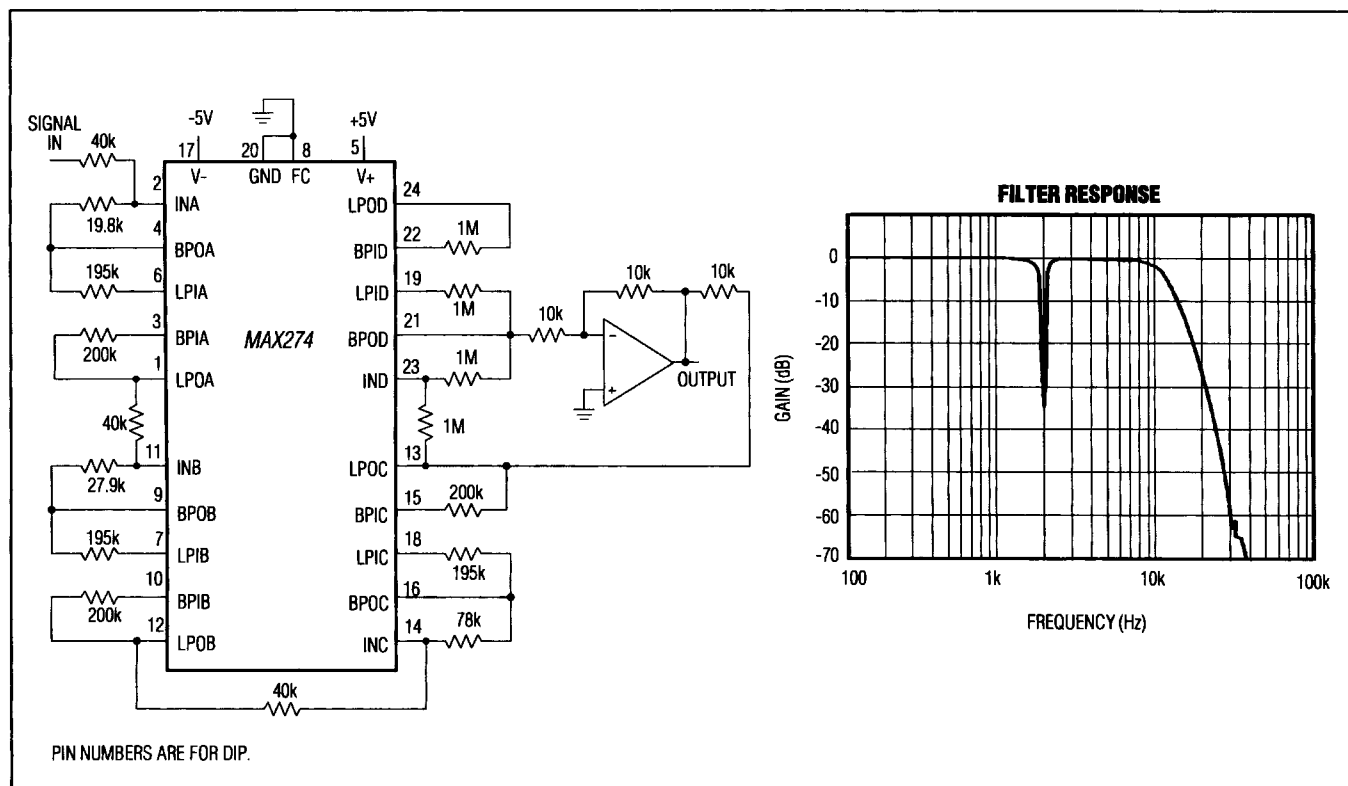 SIGNAL
IN
40k
-5V
+5V
17
20
8
5
V-
GND
FC
V+
2
INA
19.8k
4
BPOA
195k
6
LPIA
3
BPIA
200k
1
LPOA
40k
11
INB
27.9k
9
BPOB
7
LPIB
195k
10
BPIB
200k
12
LPOB
MAX274
24
LPOD
1M
22
BPID
19
LPID
1M
21
BPOD
23
IND
1M
1M
13
LPOC
15
BPIC
200k
18
LPIC
195k
16
BPOC
14
INC
78k
40k
10k
10k
10k
-
+
OUTPUT
PIN NUMBERS ARE FOR DIP.
FILTER RESPONSE
GAIN (dB)
0
-10
-20
-30
-40
-50
-60
-70
100
1k
10k
100k
FREQUENCY (Hz)